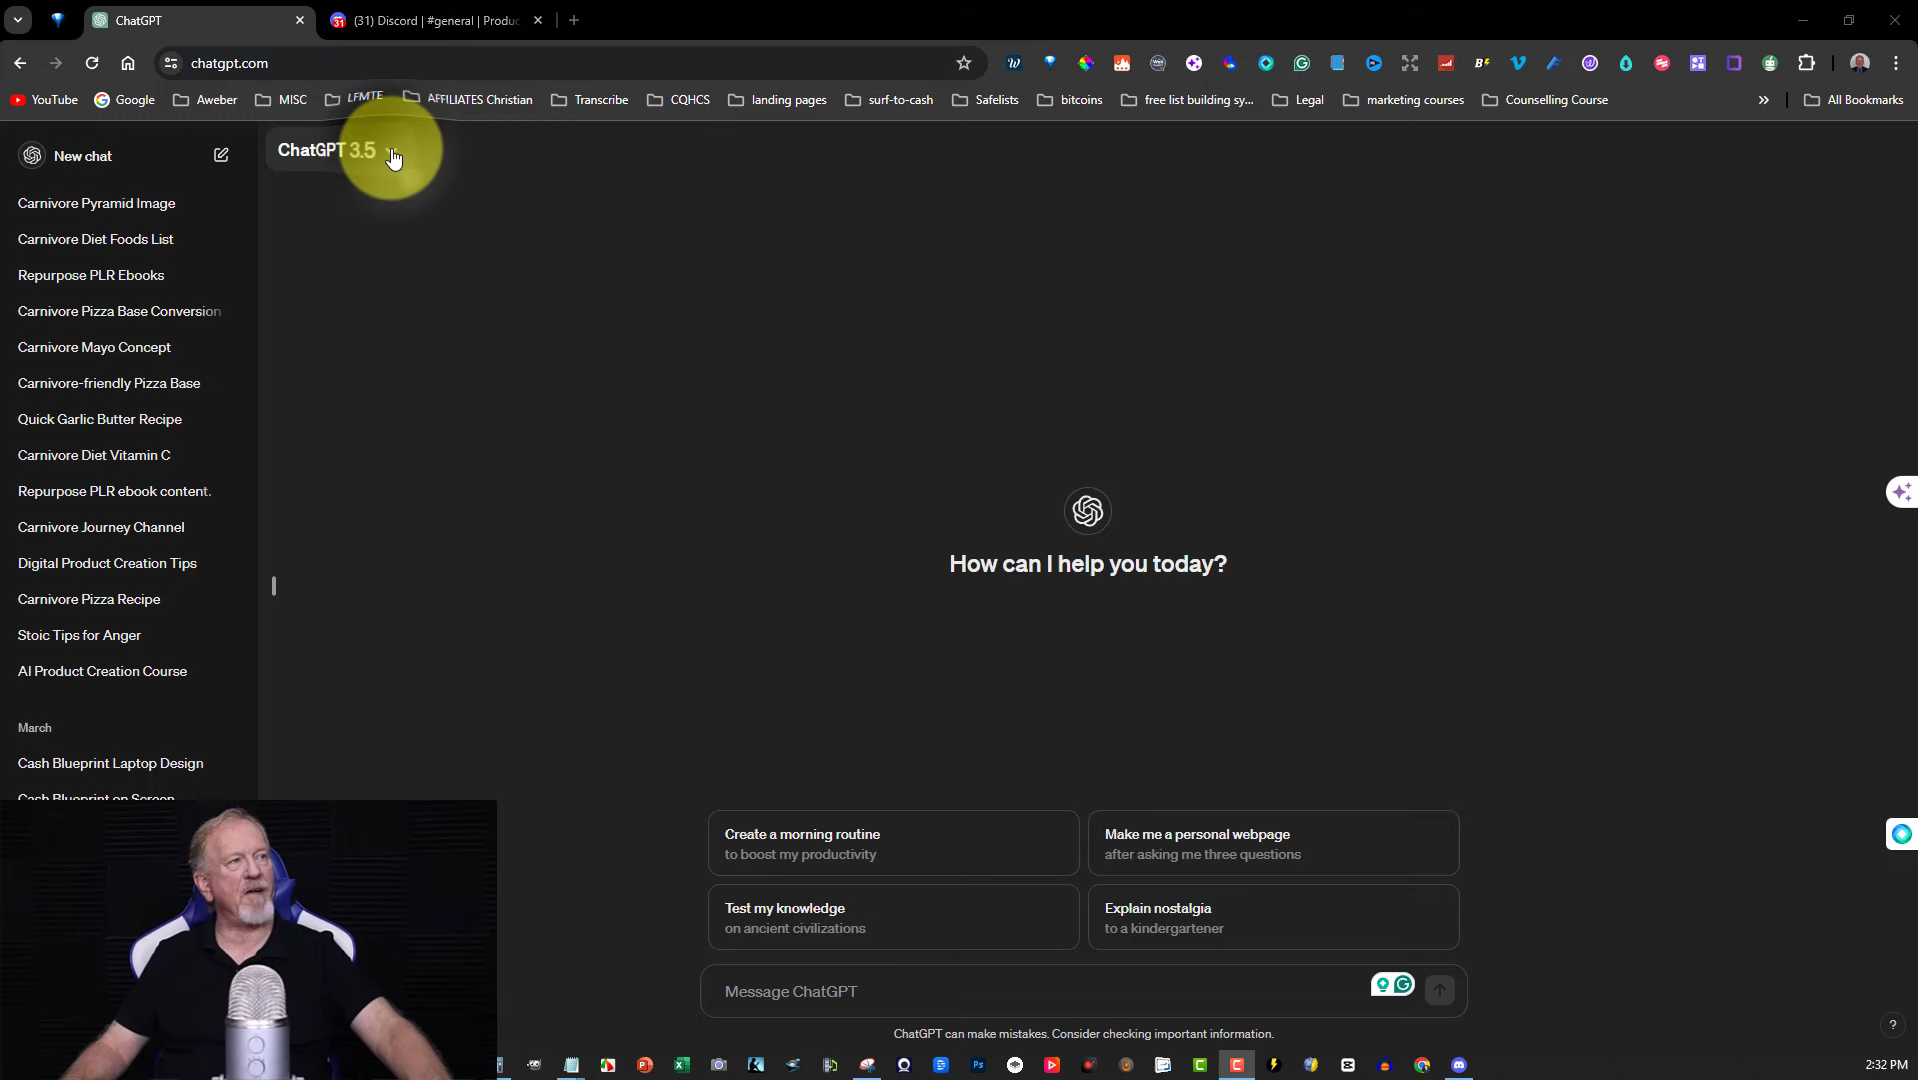 ChatGPT
(31) Discord | #general | Produc
chatgpt.com
YouTube
Google
Aweber
MISC
LFMTE
AFFILIATES Christian
Transcribe
CQHCS
landing pages
surf-to-cash
Safelists
bitcoins
free list building sy...
Legal
marketing courses
Counselling Course
»
All Bookmarks
New chat
ChatGPT 3.5
Carnivore Pyramid Image
Carnivore Diet Foods List
Repurpose PLR Ebooks
Carnivore Pizza Base Conversion
Carnivore Mayo Concept
Carnivore-friendly Pizza Base
Quick Garlic Butter Recipe
Carnivore Diet Vitamin C
Repurpose PLR ebook content.
Carnivore Journey Channel
Digital Product Creation Tips
Carnivore Pizza Recipe
Stoic Tips for Anger
AI Product Creation Course
March
Cash Blueprint Laptop Design
Cash Blueprint on Screen
How can I help you today?
Create a morning routine
to boost my productivity
Make me a personal webpage
after asking me three questions
Test my knowledge
on ancient civilizations
Explain nostalgia
to a kindergartener
Message ChatGPT
ChatGPT can make mistakes. Consider checking important information.
?
2:32 PM